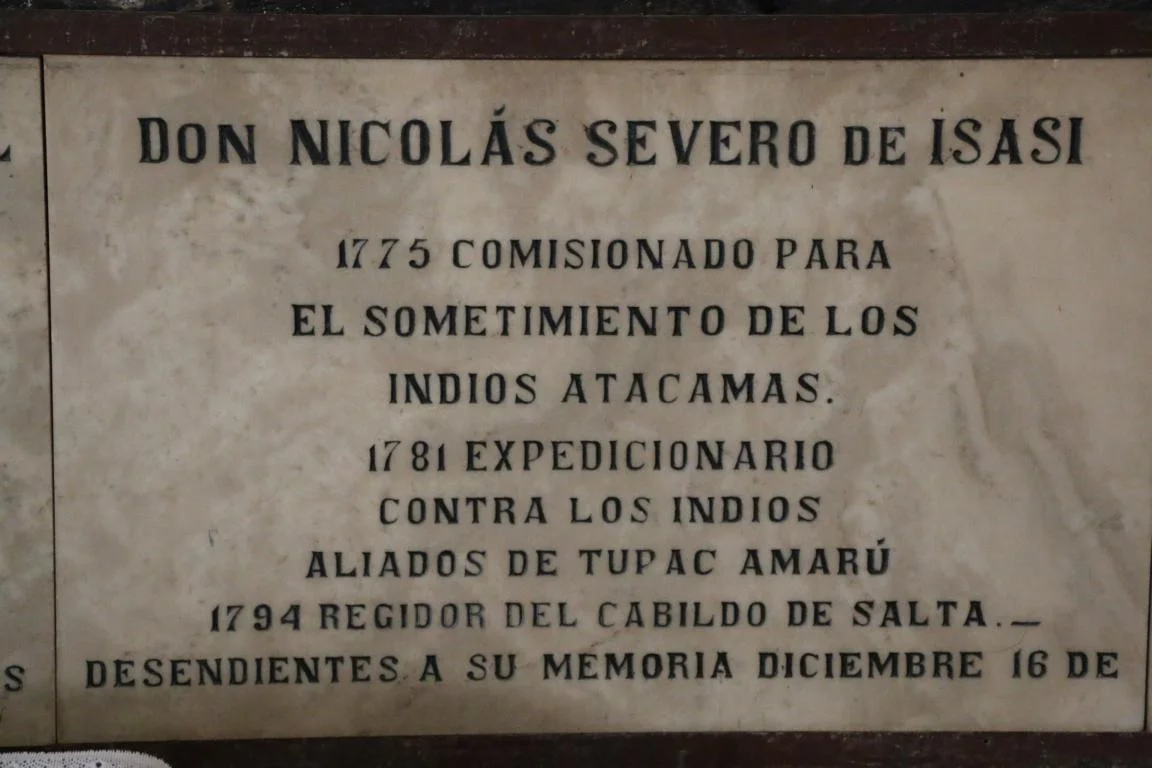 DON NICOLÁS SEVERO DE ISASI
1775 COMISIONADO PARA
EL SOMETIMIENTO DE LOS
INDIOS ATACAMAS.
1781 EXPEDICIONARIO
CONTRA LOS INDIOS
ALIADOS DE TUPAC AMARÚ
1794 REGIDOR DEL CABILDO DE SALTA.—
DESENDIENTES A SU MEMORIA DICIEMBRE 16 DE